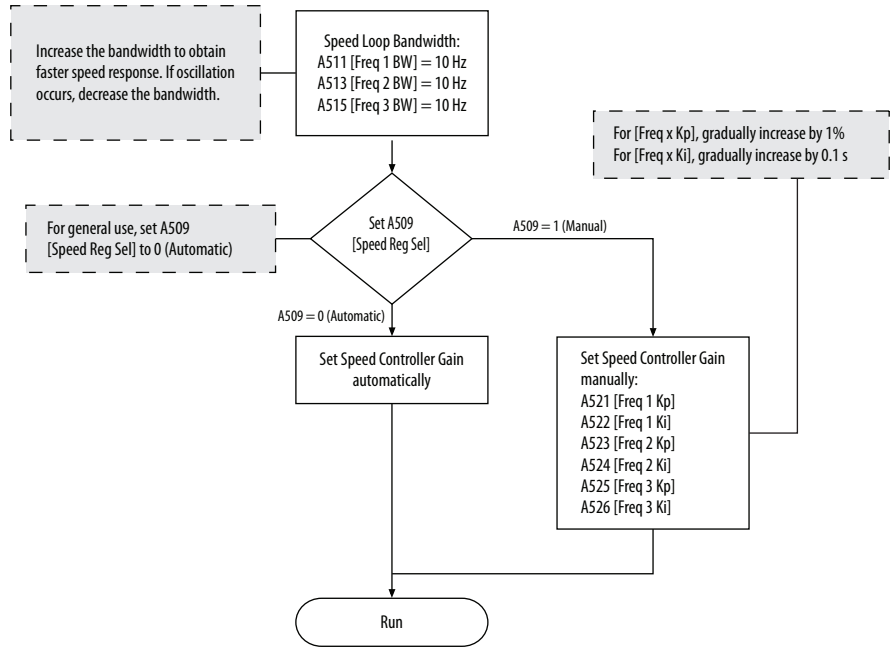 Increase the bandwidth to obtain
faster speed response. If oscillation
occurs, decrease the bandwidth.
Speed Loop Bandwidth:
A511 [Freq 1 BW] = 10 Hz
A513 [Freq 2 BW] = 10 Hz
A515 [Freq 3 BW] = 10 Hz
For [Freq x Kp], gradually increase by 1%
For [Freq x Ki], gradually increase by 0.1 s
For general use, set A509
[Speed Reg Sel] to 0 (Automatic)
Set A509
[Speed Reg Sel]
A509 = 1 (Manual)
A509 = 0 (Automatic)
Set Speed Controller Gain
automatically
Set Speed Controller Gain
manually:
A521 [Freq 1 Kp]
A522 [Freq 1 Ki]
A523 [Freq 2 Kp]
A524 [Freq 2 Ki]
A525 [Freq 3 Kp]
A526 [Freq 3 Ki]
Run